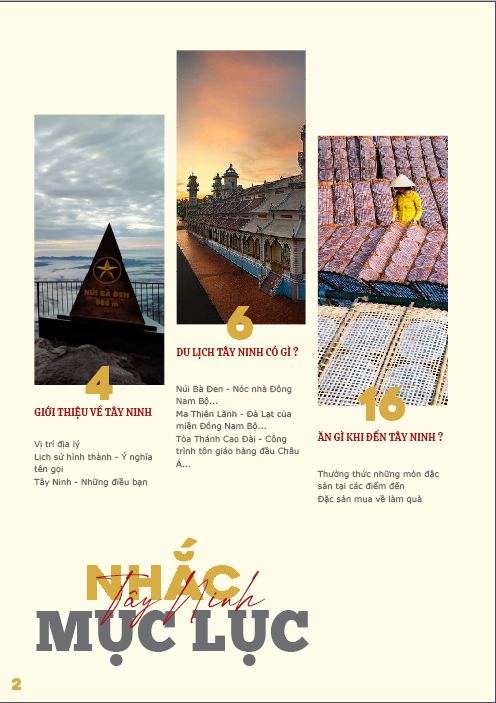 NÚI BÀ ĐEN
986 m
4
GIỚI THIỆU VỀ TÂY NINH
Vị trí địa lý
Lịch sử hình thành - Ý nghĩa
tên gọi
Tây Ninh - Những điều bạn
6
DU LỊCH TÂY NINH CÓ GÌ ?
Núi Bà Đen - Nóc nhà Đông
Nam Bộ...
Ma Thiên Lãnh - Đà Lạt của
miền Đông Nam Bộ...
Tòa Thánh Cao Đài - Công
trình tôn giáo hàng đầu Châu
Á...
16
ĂN GÌ KHI ĐẾN TÂY NINH ?
Thưởng thức những món đặc
sản tại các điểm đến
Đặc sản mua về làm quà
NHẮC
Tây Ninh
MỤC LỤC
2